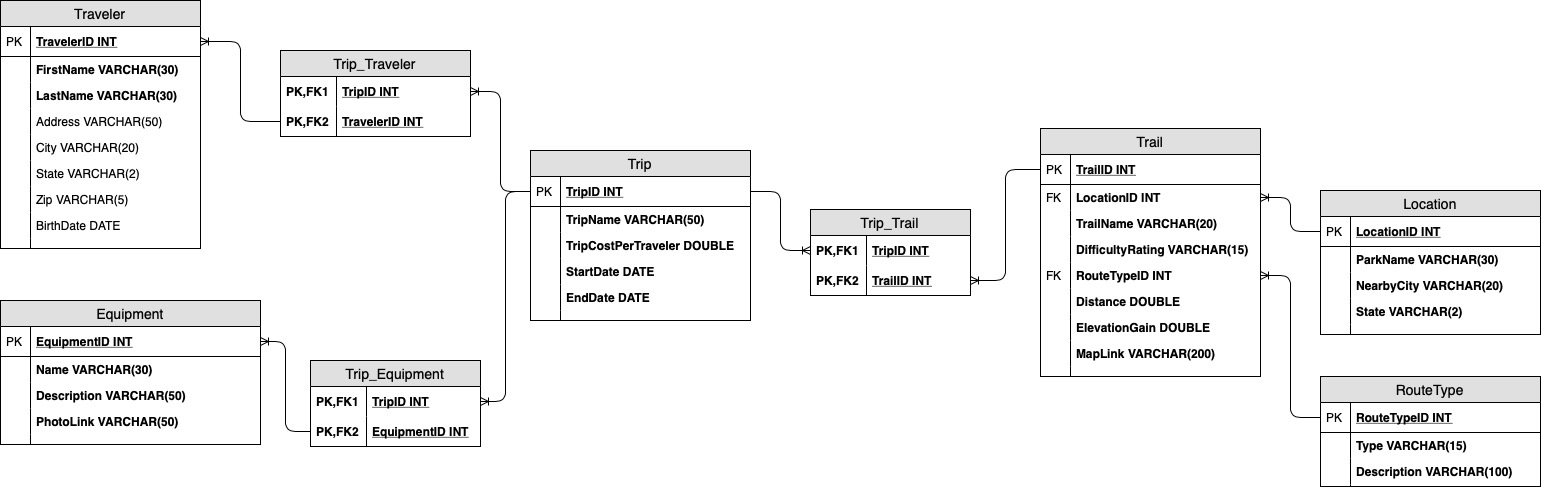 Traveler
PK TravelerID INT
FirstName VARCHAR(30)
LastName VARCHAR(30)
Address VARCHAR(50)
City VARCHAR(20)
State VARCHAR(2)
Zip VARCHAR(5)
BirthDate DATE
Trip_Traveler
PK,FK1 TripID INT
PK,FK2 TravelerID INT
Equipment
PK EquipmentID INT
Name VARCHAR(30)
Description VARCHAR(50)
PhotoLink VARCHAR(50)
Trip_Equipment
PK,FK1 TripID INT
PK,FK2 EquipmentID INT
Trip
PK TripID INT
TripName VARCHAR(50)
TripCostPerTraveler DOUBLE
StartDate DATE
EndDate DATE
Trip_Trail
PK,FK1 TripID INT
PK,FK2 TrailID INT
Trail
PK TrailID INT
FK LocationID INT
TrailName VARCHAR(20)
DifficultyRating VARCHAR(15)
FK RouteTypeID INT
Distance DOUBLE
ElevationGain DOUBLE
MapLink VARCHAR(200)
Location
PK LocationID INT
ParkName VARCHAR(30)
NearbyCity VARCHAR(20)
State VARCHAR(2)
RouteType
PK RouteTypeID INT
Type VARCHAR(15)
Description VARCHAR(100)